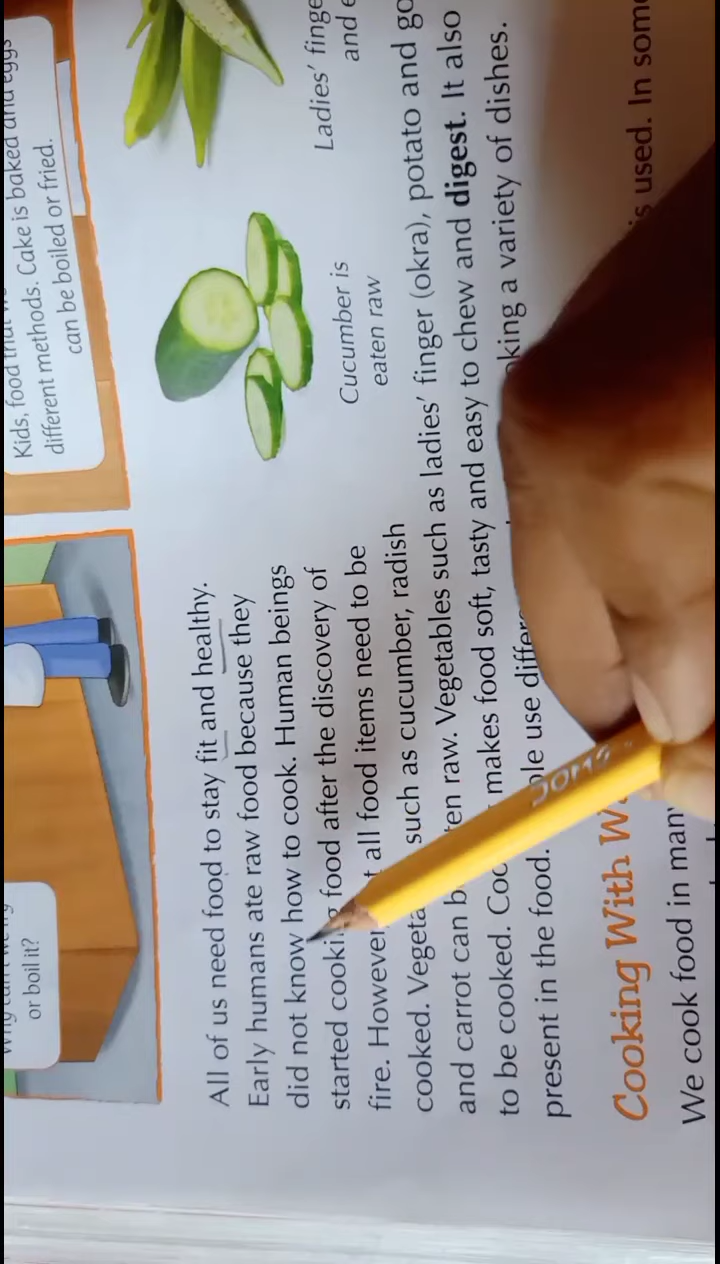 Kids, food that
different methods. Cake is baked and eggs
can be boiled or fried.
or boil it?
Ladies' finge
and
Cucumber is
eaten raw
All of us need food to stay fit and healthy.
Early humans ate raw food because they
did not know how to cook. Human beings
started cooking food after the discovery of
fire. However all food items need to be
cooked. Vegeta such as cucumber, radish
and carrot can b ten raw. Vegetables such as ladies' finger (okra), potato and go
to be cooked. Coo makes food soft, tasty and easy to chew and digest. It also
present in the food. ple use differ king a variety of dishes.
Cooking With W
We cook food in man is used. In som
JOMS